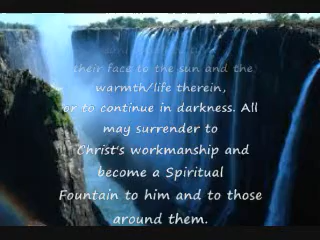 their face to the sun and the
warmth/life therein,
or to continue in darkness. All
may surrender to
Christ's workmanship and
become a Spiritual
Fountain to him and to those
around them.